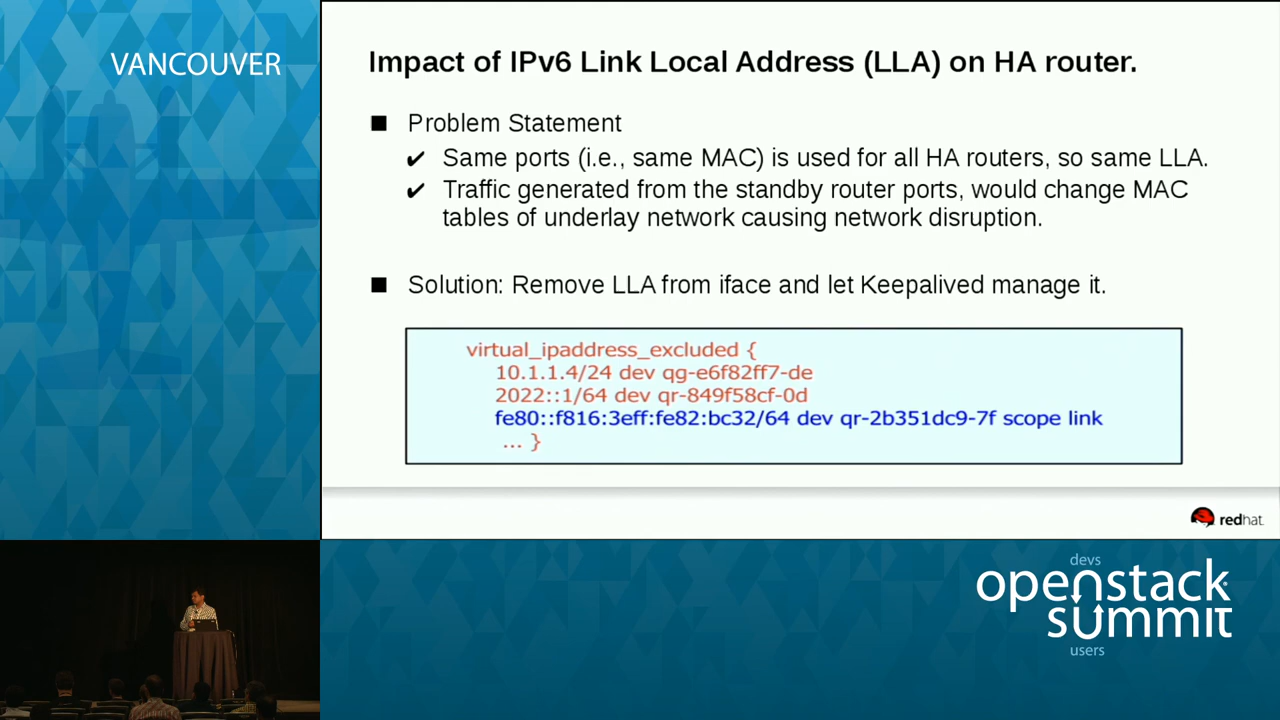 VANCOUVER
Impact of IPv6 Link Local Address (LLA) on HA router.
Problem Statement
Same ports (i.e., same MAC) is used for all HA routers, so same LLA.
Traffic generated from the standby router ports, would change MAC
tables of underlay network causing network disruption.
Solution: Remove LLA from iface and let Keepalived manage it.
virtual_ipaddress_excluded {
10.1.1.4/24 dev qg-e6f82ff7-de
2022::1/64 dev qr-849f58cf-0d
fe80::f816:3eff:fe82:bc32/64 dev qr-2b351dc9-7f scope link
... }
redhat.
devs
openstack
summit
users